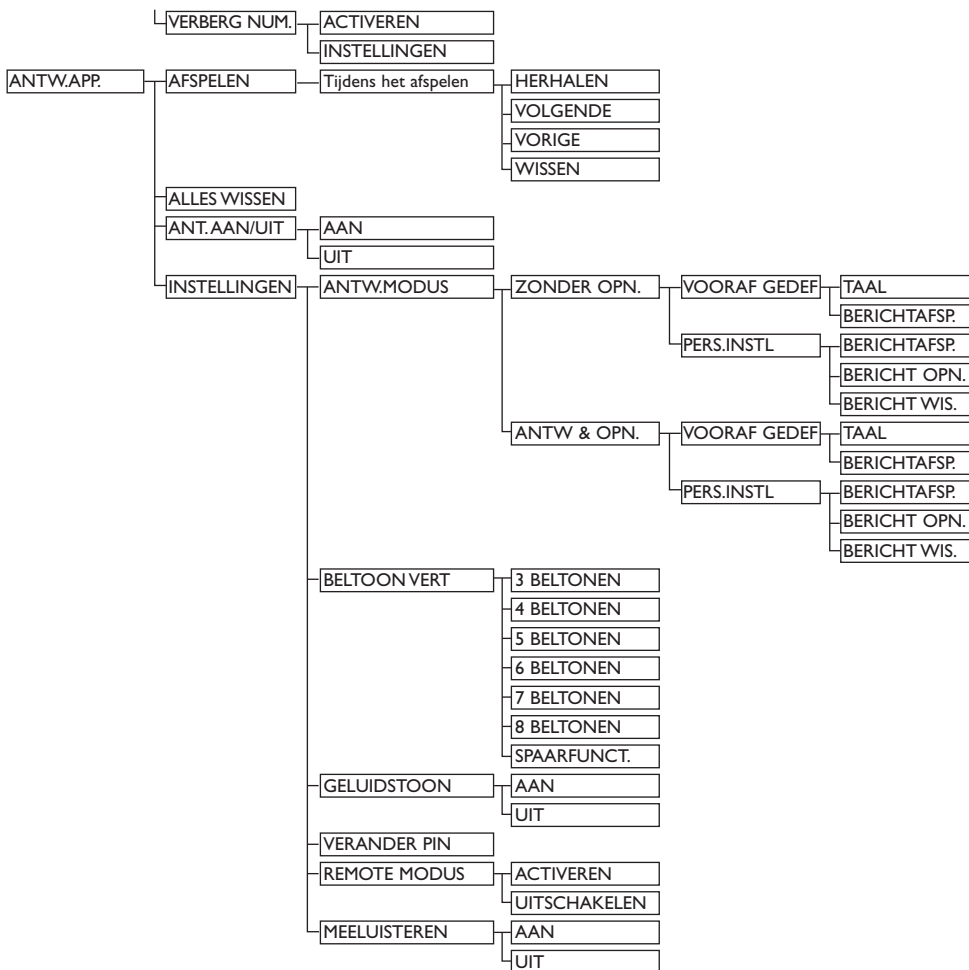 VERBERG NUM. ACTIVEREN
INSTELLINGEN
ANTW.APP. AFSPELEN Tijdens het afspelen HERHALEN
VOLGENDE
VORIGE
WISSEN
ALLES WISSEN
ANT. AAN/UIT AAN
UIT
INSTELLINGEN ANTW.MODUS ZONDER OPN. VOORAF GEDEF TAAL
BERICHTAFSP.
PERS.INSTL BERICHTAFSP.
BERICHT OPN.
BERICHT WIS.
ANTW & OPN. VOORAF GEDEF TAAL
BERICHTAFSP.
PERS.INSTL BERICHTAFSP.
BERICHT OPN.
BERICHT WIS.
BELTOON VERT 3 BELTONEN
4 BELTONEN
5 BELTONEN
6 BELTONEN
7 BELTONEN
8 BELTONEN
SPAARFUNCT.
GELUIDSTOON AAN
UIT
VERANDER PIN
REMOTE MODUS ACTIVEREN
UITSCHAKELEN
MEELUISTEREN AAN
UIT